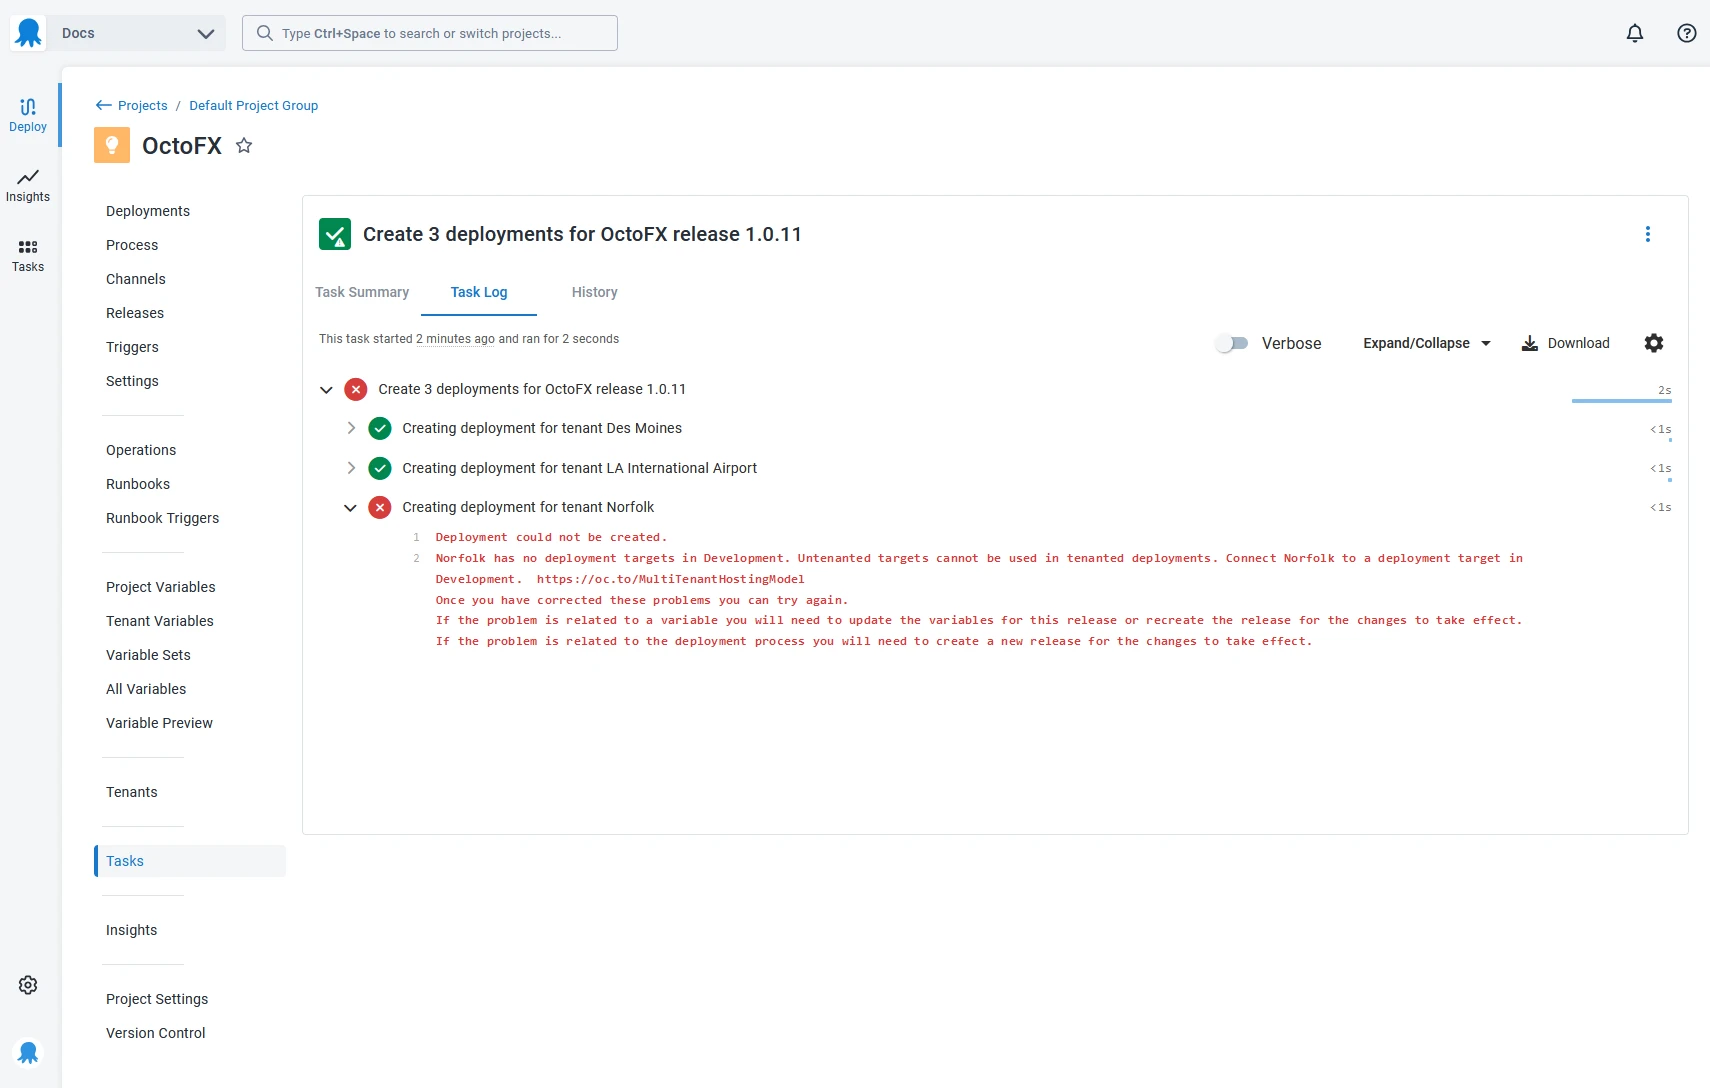 Docs
Type Ctrl+Space to search or switch projects...
Deploy
Insights
Tasks
Projects / Default Project Group
OctoFX
Deployments
Process
Channels
Releases
Triggers
Settings
Operations
Runbooks
Runbook Triggers
Project Variables
Tenant Variables
Variable Sets
All Variables
Variable Preview
Tenants
Tasks
Insights
Project Settings
Version Control
Create 3 deployments for OctoFX release 1.0.11
Task Summary Task Log History
This task started 2 minutes ago and ran for 2 seconds
Verbose Expand/Collapse Download
Create 3 deployments for OctoFX release 1.0.11 2s
Creating deployment for tenant Des Moines <1s
Creating deployment for tenant LA International Airport <1s
Creating deployment for tenant Norfolk <1s
1 Deployment could not be created.
2 Norfolk has no deployment targets in Development. Untenanted targets cannot be used in tenanted deployments. Connect Norfolk to a deployment target in
Development. https://oc.to/MultiTenantHostingModel
Once you have corrected these problems you can try again.
If the problem is related to a variable you will need to update the variables for this release or recreate the release for the changes to take effect.
If the problem is related to the deployment process you will need to create a new release for the changes to take effect.